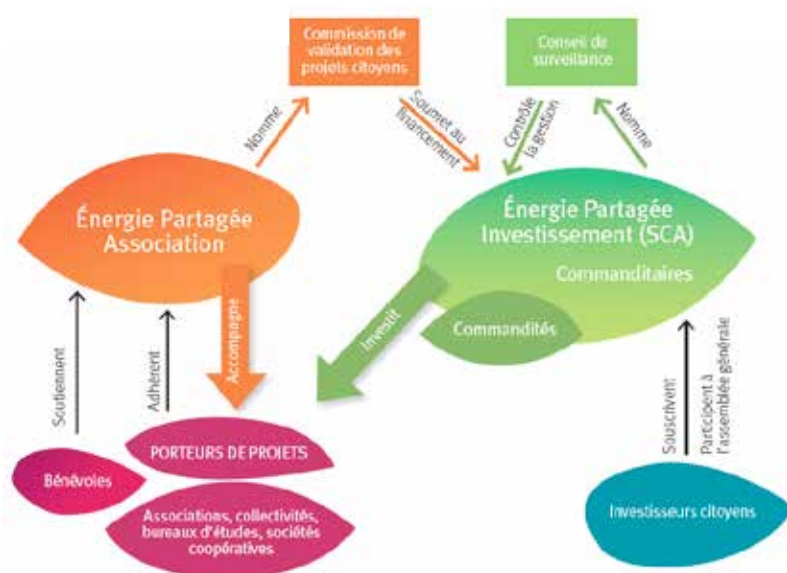 Commission de
validation des
projets citoyens
Conseil de
surveillance
Nomme
Soumet au
financement
Contrôle
la gestion
Nomme
Énergie Partagée
Association
Énergie Partagée
Investissement (SCA)
Commanditaires
Commandités
Accompagne
Investit
Soutiennent
Adhèrent
Souscrivent
Participent à
l'assemblée générale
PORTEURS DE PROJETS
Bénévoles
Associations, collectivités,
bureaux d'études, sociétés
coopératives
Investisseurs citoyens